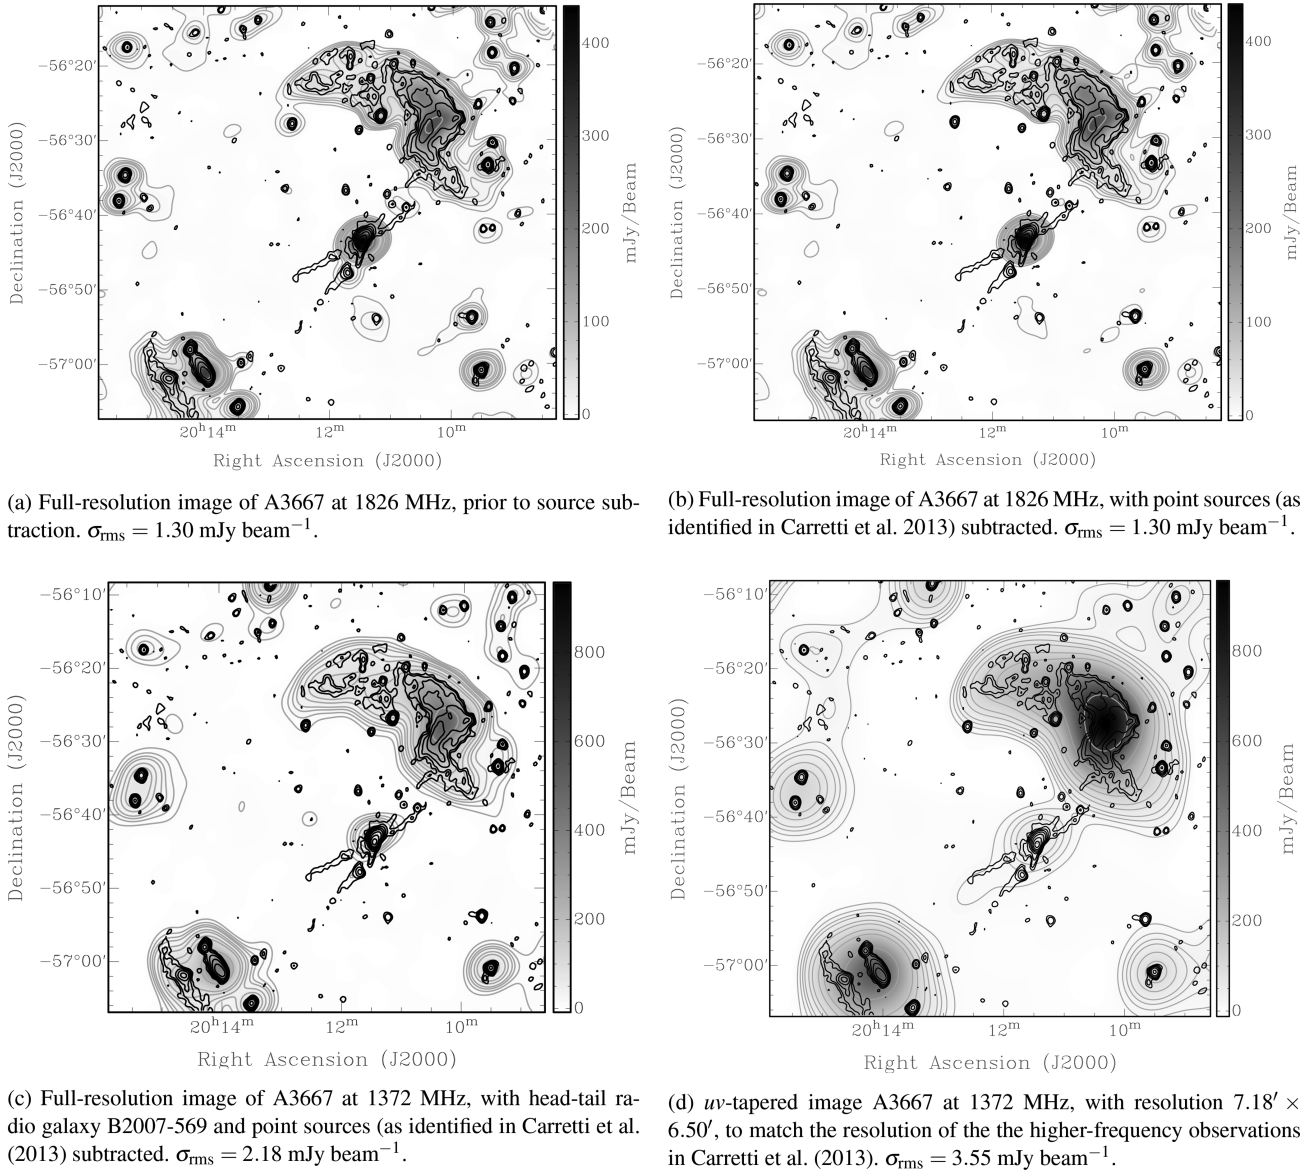 400
300
200
100
0
mJy/Beam
−56°20′
−56°30′
−56°40′
−56°50′
−57°00′
Declination (J2000)
20ʰ14ᵐ
12ᵐ
10ᵐ
Right Ascension (J2000)
(a) Full-resolution image of A3667 at 1826 MHz, prior to source sub-
traction. σrms = 1.30 mJy beam⁻¹.
400
300
200
100
0
mJy/Beam
−56°20′
−56°30′
−56°40′
−56°50′
−57°00′
Declination (J2000)
20ʰ14ᵐ
12ᵐ
10ᵐ
Right Ascension (J2000)
(b) Full-resolution image of A3667 at 1826 MHz, with point sources (as
identified in Carretti et al. 2013) subtracted. σrms = 1.30 mJy beam⁻¹.
800
600
400
200
0
mJy/Beam
−56°10′
−56°20′
−56°30′
−56°40′
−56°50′
−57°00′
Declination (J2000)
20ʰ14ᵐ
12ᵐ
10ᵐ
Right Ascension (J2000)
(c) Full-resolution image of A3667 at 1372 MHz, with head-tail ra-
dio galaxy B2007-569 and point sources (as identified in Carretti et al.
(2013) subtracted. σrms = 2.18 mJy beam⁻¹.
800
600
400
200
0
mJy/Beam
−56°10′
−56°20′
−56°30′
−56°40′
−56°50′
−57°00′
Declination (J2000)
20ʰ14ᵐ
12ᵐ
10ᵐ
Right Ascension (J2000)
(d) uv-tapered image A3667 at 1372 MHz, with resolution 7.18′ ×
6.50′, to match the resolution of the the higher-frequency observations
in Carretti et al. (2013). σrms = 3.55 mJy beam⁻¹.